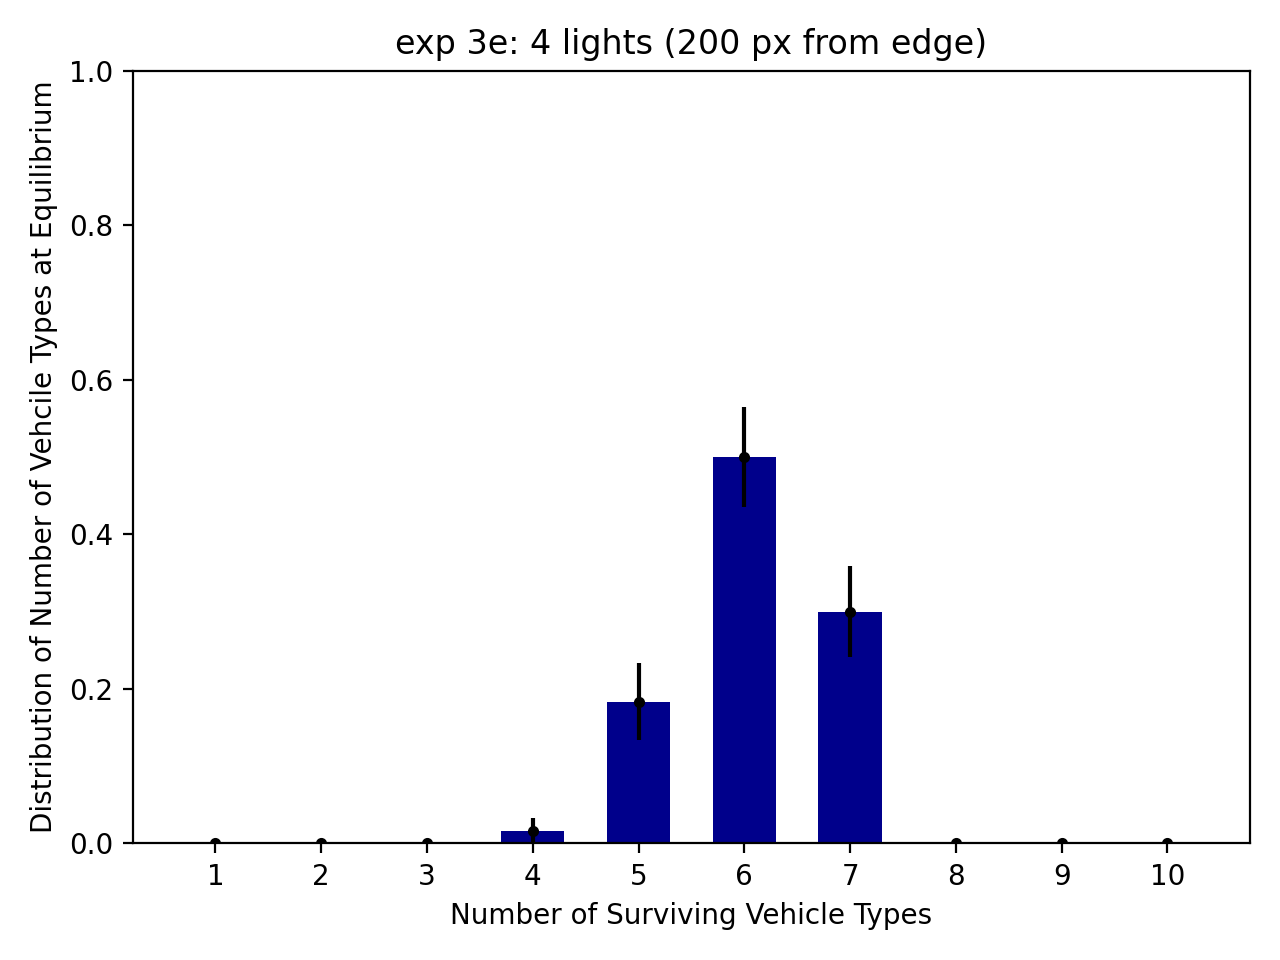 exp 3e: 4 lights (200 px from edge)
Distribution of Number of Vehcile Types at Equilibrium
1.0
0.8
0.6
0.4
0.2
0.0
1 2 3 4 5 6 7 8 9 10
Number of Surviving Vehicle Types